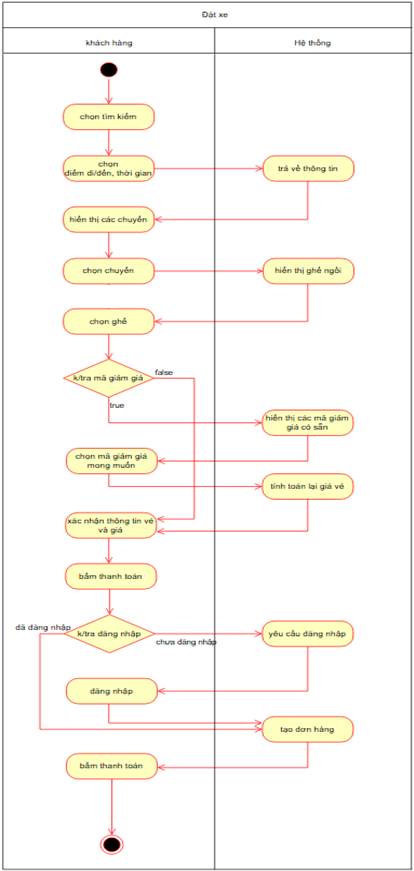 Đặt xe
khách hàng
Hệ thống
chọn tìm kiếm
chọn
điểm đi/đến, thời gian
trả về thông tin
hiển thị các chuyến
chọn chuyến
hiển thị ghế ngồi
chọn ghế
k/tra mã giảm giá
false
true
hiển thị các mã giảm
giá có sẵn
chọn mã giảm giá
mong muốn
tính toán lại giá vé
xác nhận thông tin vé
và giá
bấm thanh toán
đã đăng nhập
k/tra đăng nhập
chưa đăng nhập
yêu cầu đăng nhập
đăng nhập
tạo đơn hàng
bấm thanh toán